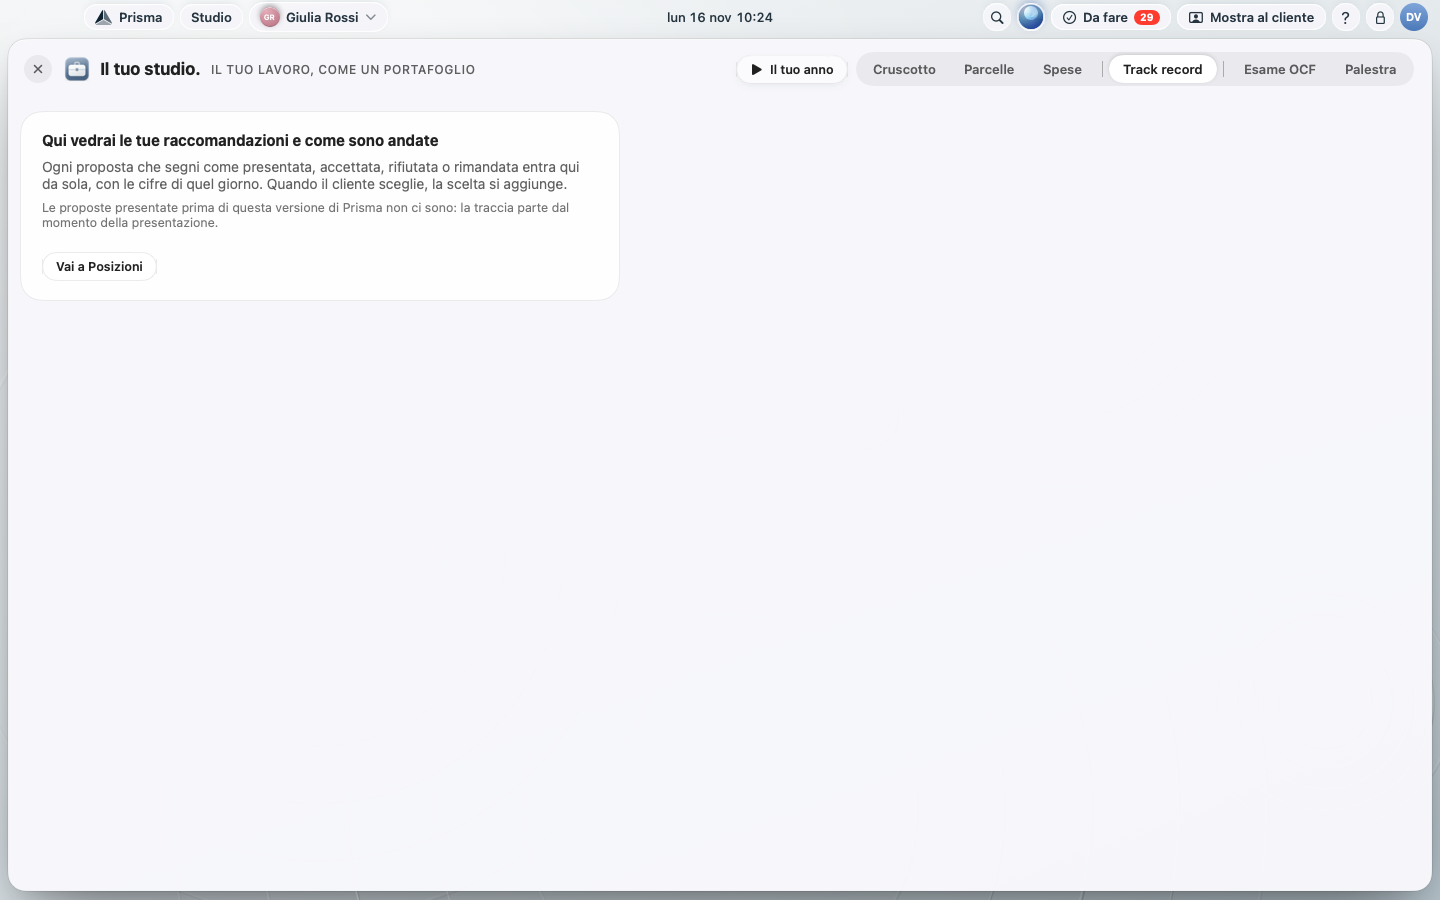 Prisma
Studio
GR
Giulia Rossi
lun 16 nov 10:24
Da fare 29
Mostra al cliente
?
DV
Il tuo studio. IL TUO LAVORO, COME UN PORTAFOGLIO
Il tuo anno
Cruscotto
Parcelle
Spese
Track record
Esame OCF
Palestra
Qui vedrai le tue raccomandazioni e come sono andate
Ogni proposta che segni come presentata, accettata, rifiutata o rimandata entra qui
da sola, con le cifre di quel giorno. Quando il cliente sceglie, la scelta si aggiunge.
Le proposte presentate prima di questa versione di Prisma non ci sono: la traccia parte dal
momento della presentazione.
Vai a Posizioni